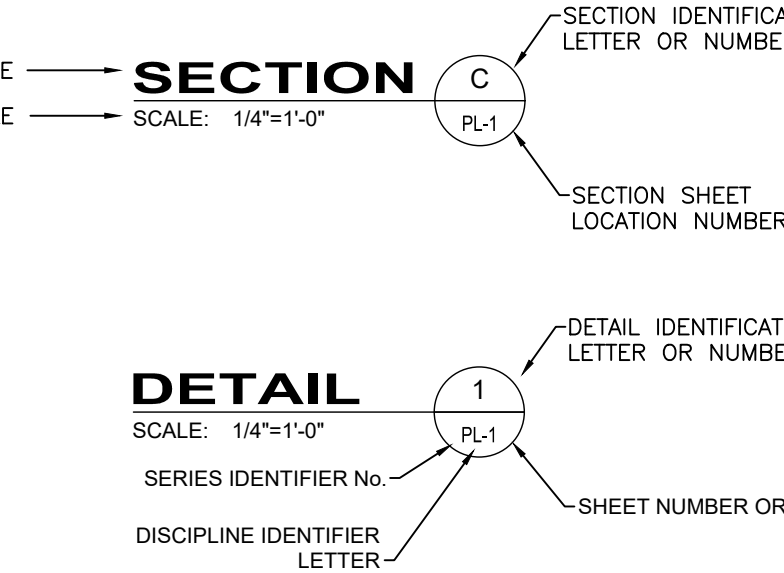 SECTION IDENTIFICA
LETTER OR NUMBE
E
SECTION
C
E
SCALE: 1/4"=1'-0"
PL-1
SECTION SHEET
LOCATION NUMBER
DETAIL IDENTIFICAT
LETTER OR NUMBE
DETAIL
1
SCALE: 1/4"=1'-0"
PL-1
SERIES IDENTIFIER No.
SHEET NUMBER OR
DISCIPLINE IDENTIFIER
LETTER